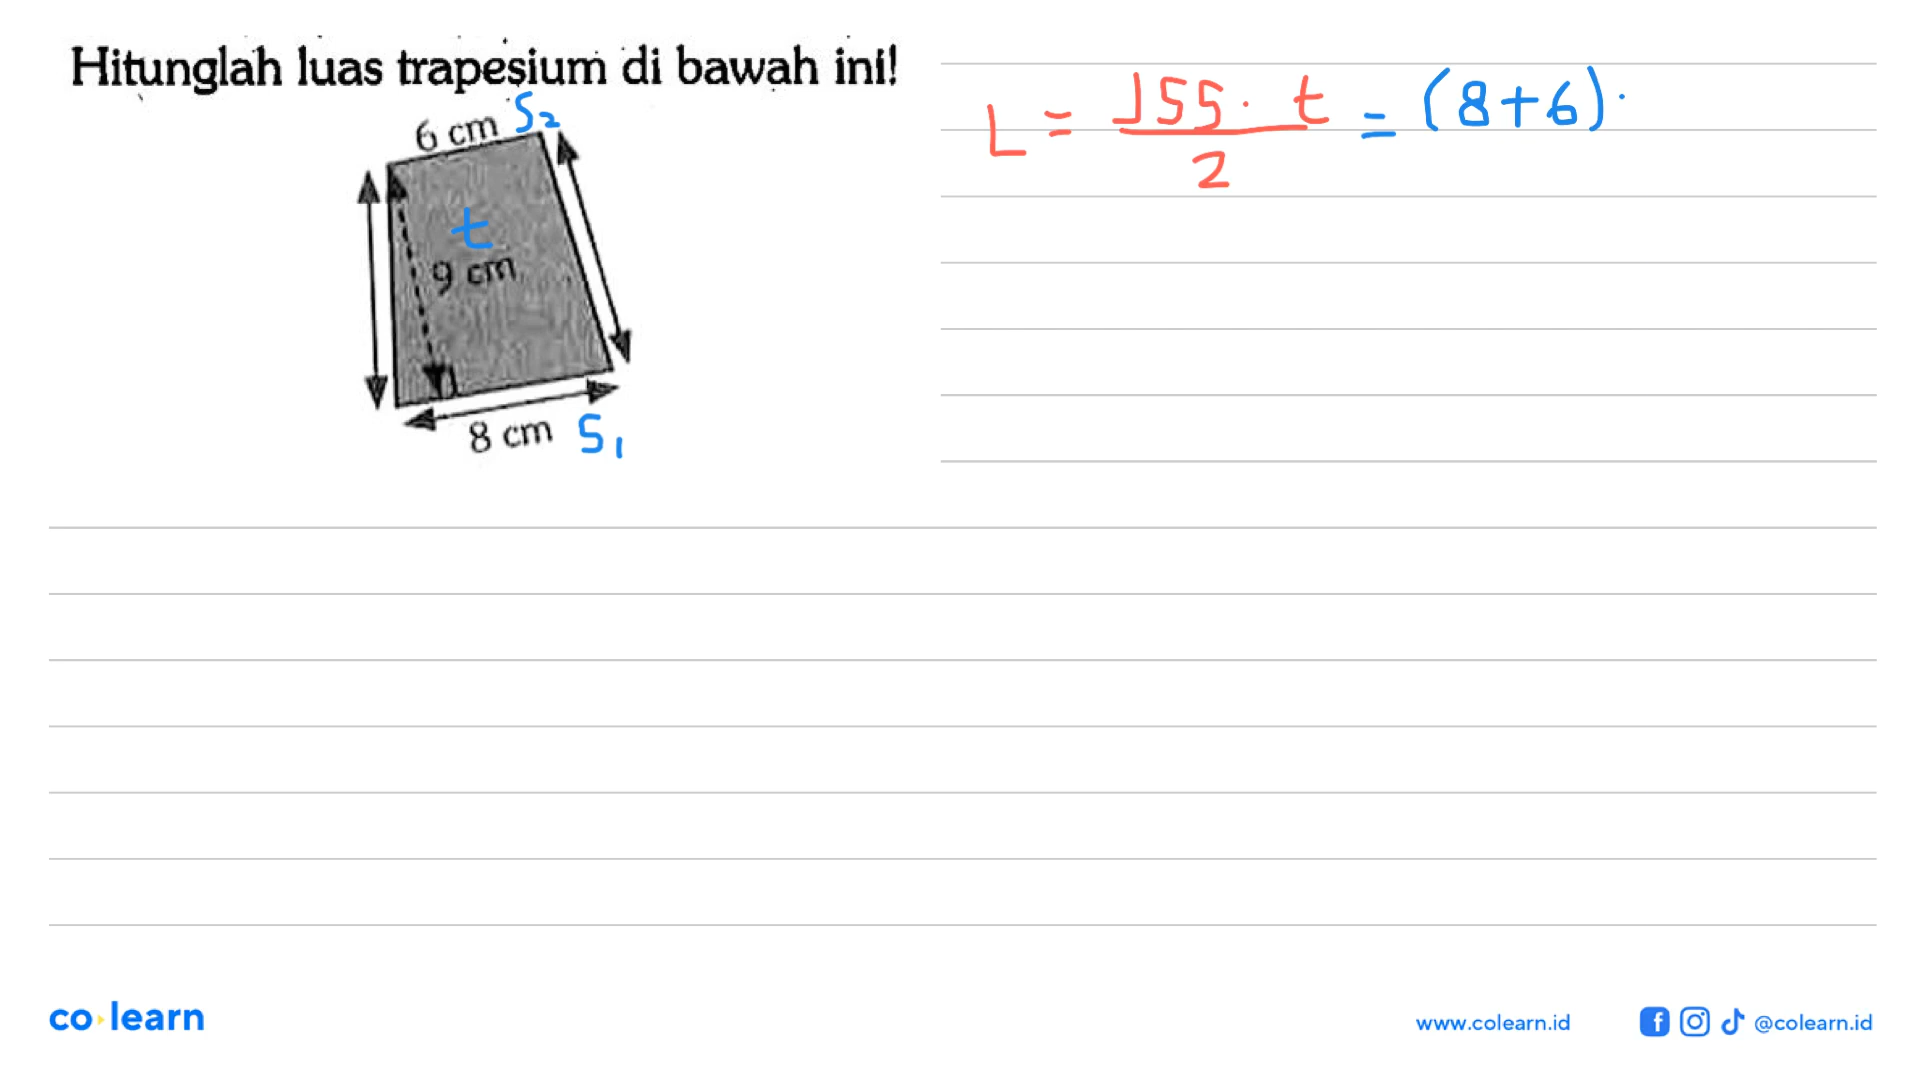 Hitunglah luas trapesium di bawah ini!
6 cm S2
t
9 cm
8 cm S1
L = JSS . t / 2 = (8+6) .
co learn
www.colearn.id
@colearn.id